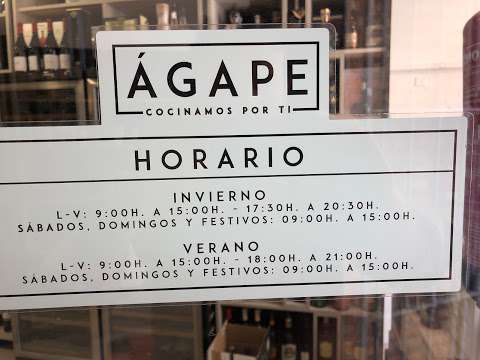 ÁGAPE
COCINAMOS POR TI
HORARIO
INVIERNO
L-V: 9:00H. A 15:00H. - 17:30H. A 20:30H.
SÁBADOS, DOMINGOS Y FESTIVOS: 09:00H. A 15:00H.
VERANO
L-V: 9:00H. A 15:00H. - 18:00H. A 21:00H.
SÁBADOS, DOMINGOS Y FESTIVOS: 09:00H. A 15:00H.